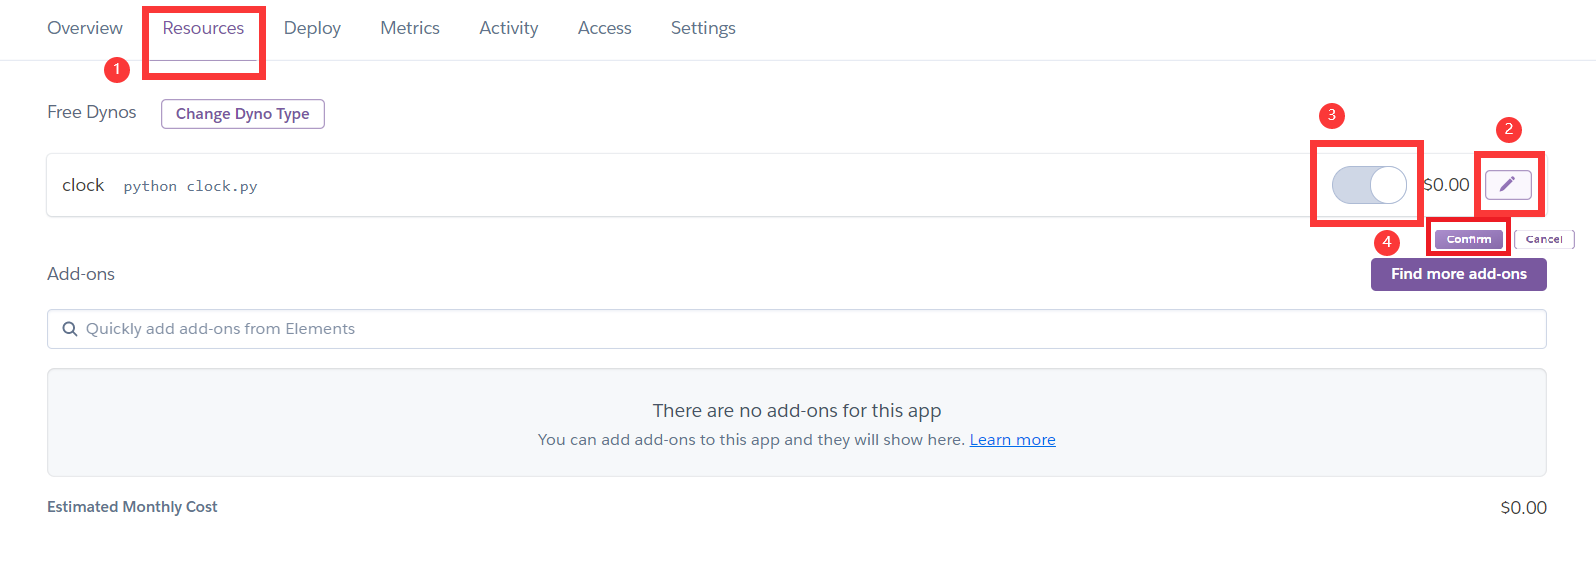 Overview Resources Deploy Metrics Activity Access Settings
1
Free Dynos Change Dyno Type
3 2
clock python clock.py $0.00
4 Confirm Cancel
Add-ons Find more add-ons
Quickly add add-ons from Elements
There are no add-ons for this app
You can add add-ons to this app and they will show here. Learn more
Estimated Monthly Cost $0.00